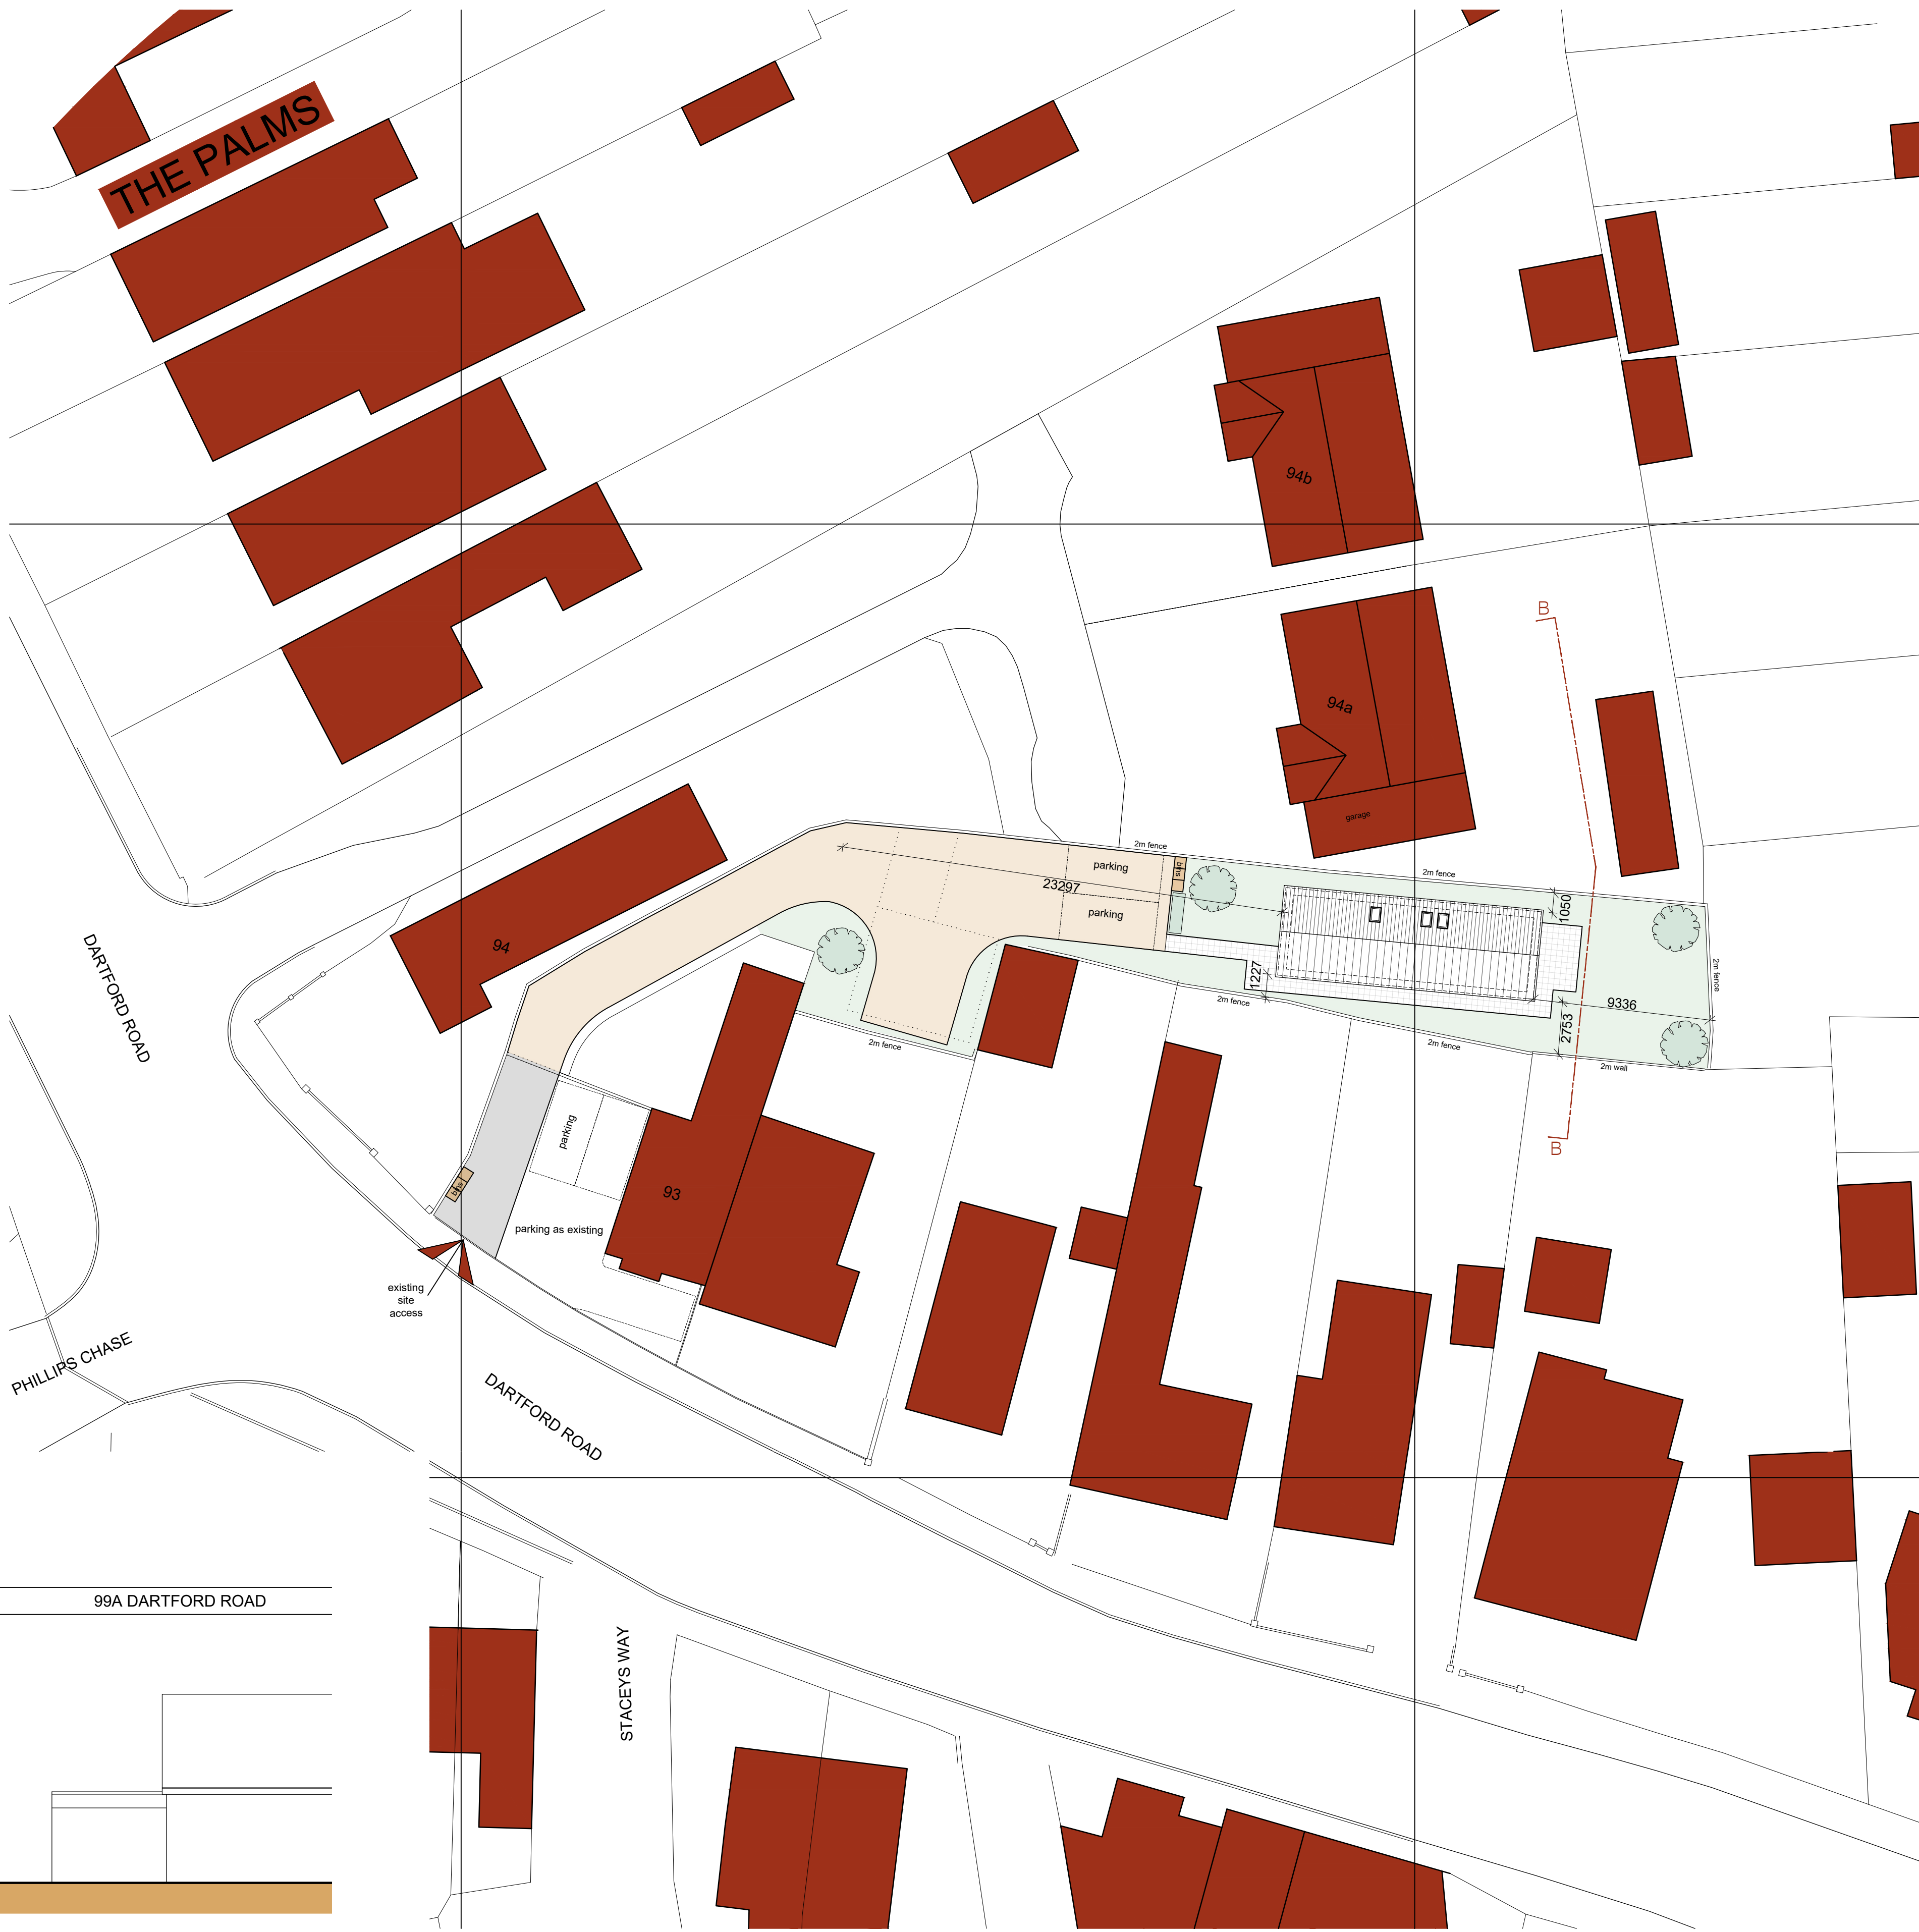 THE PALMS
94b
B
94a
garage
2m fence
parking
bins
2m fence
23297
parking
1050
94
DARTFORD ROAD
1227
2m fence
9336
2m fence
2753
2m fence
2m fence
2m wall
parking
B
bins
93
parking as existing
existing
site
access
PHILLIPS CHASE
DARTFORD ROAD
99A DARTFORD ROAD
STACEYS WAY